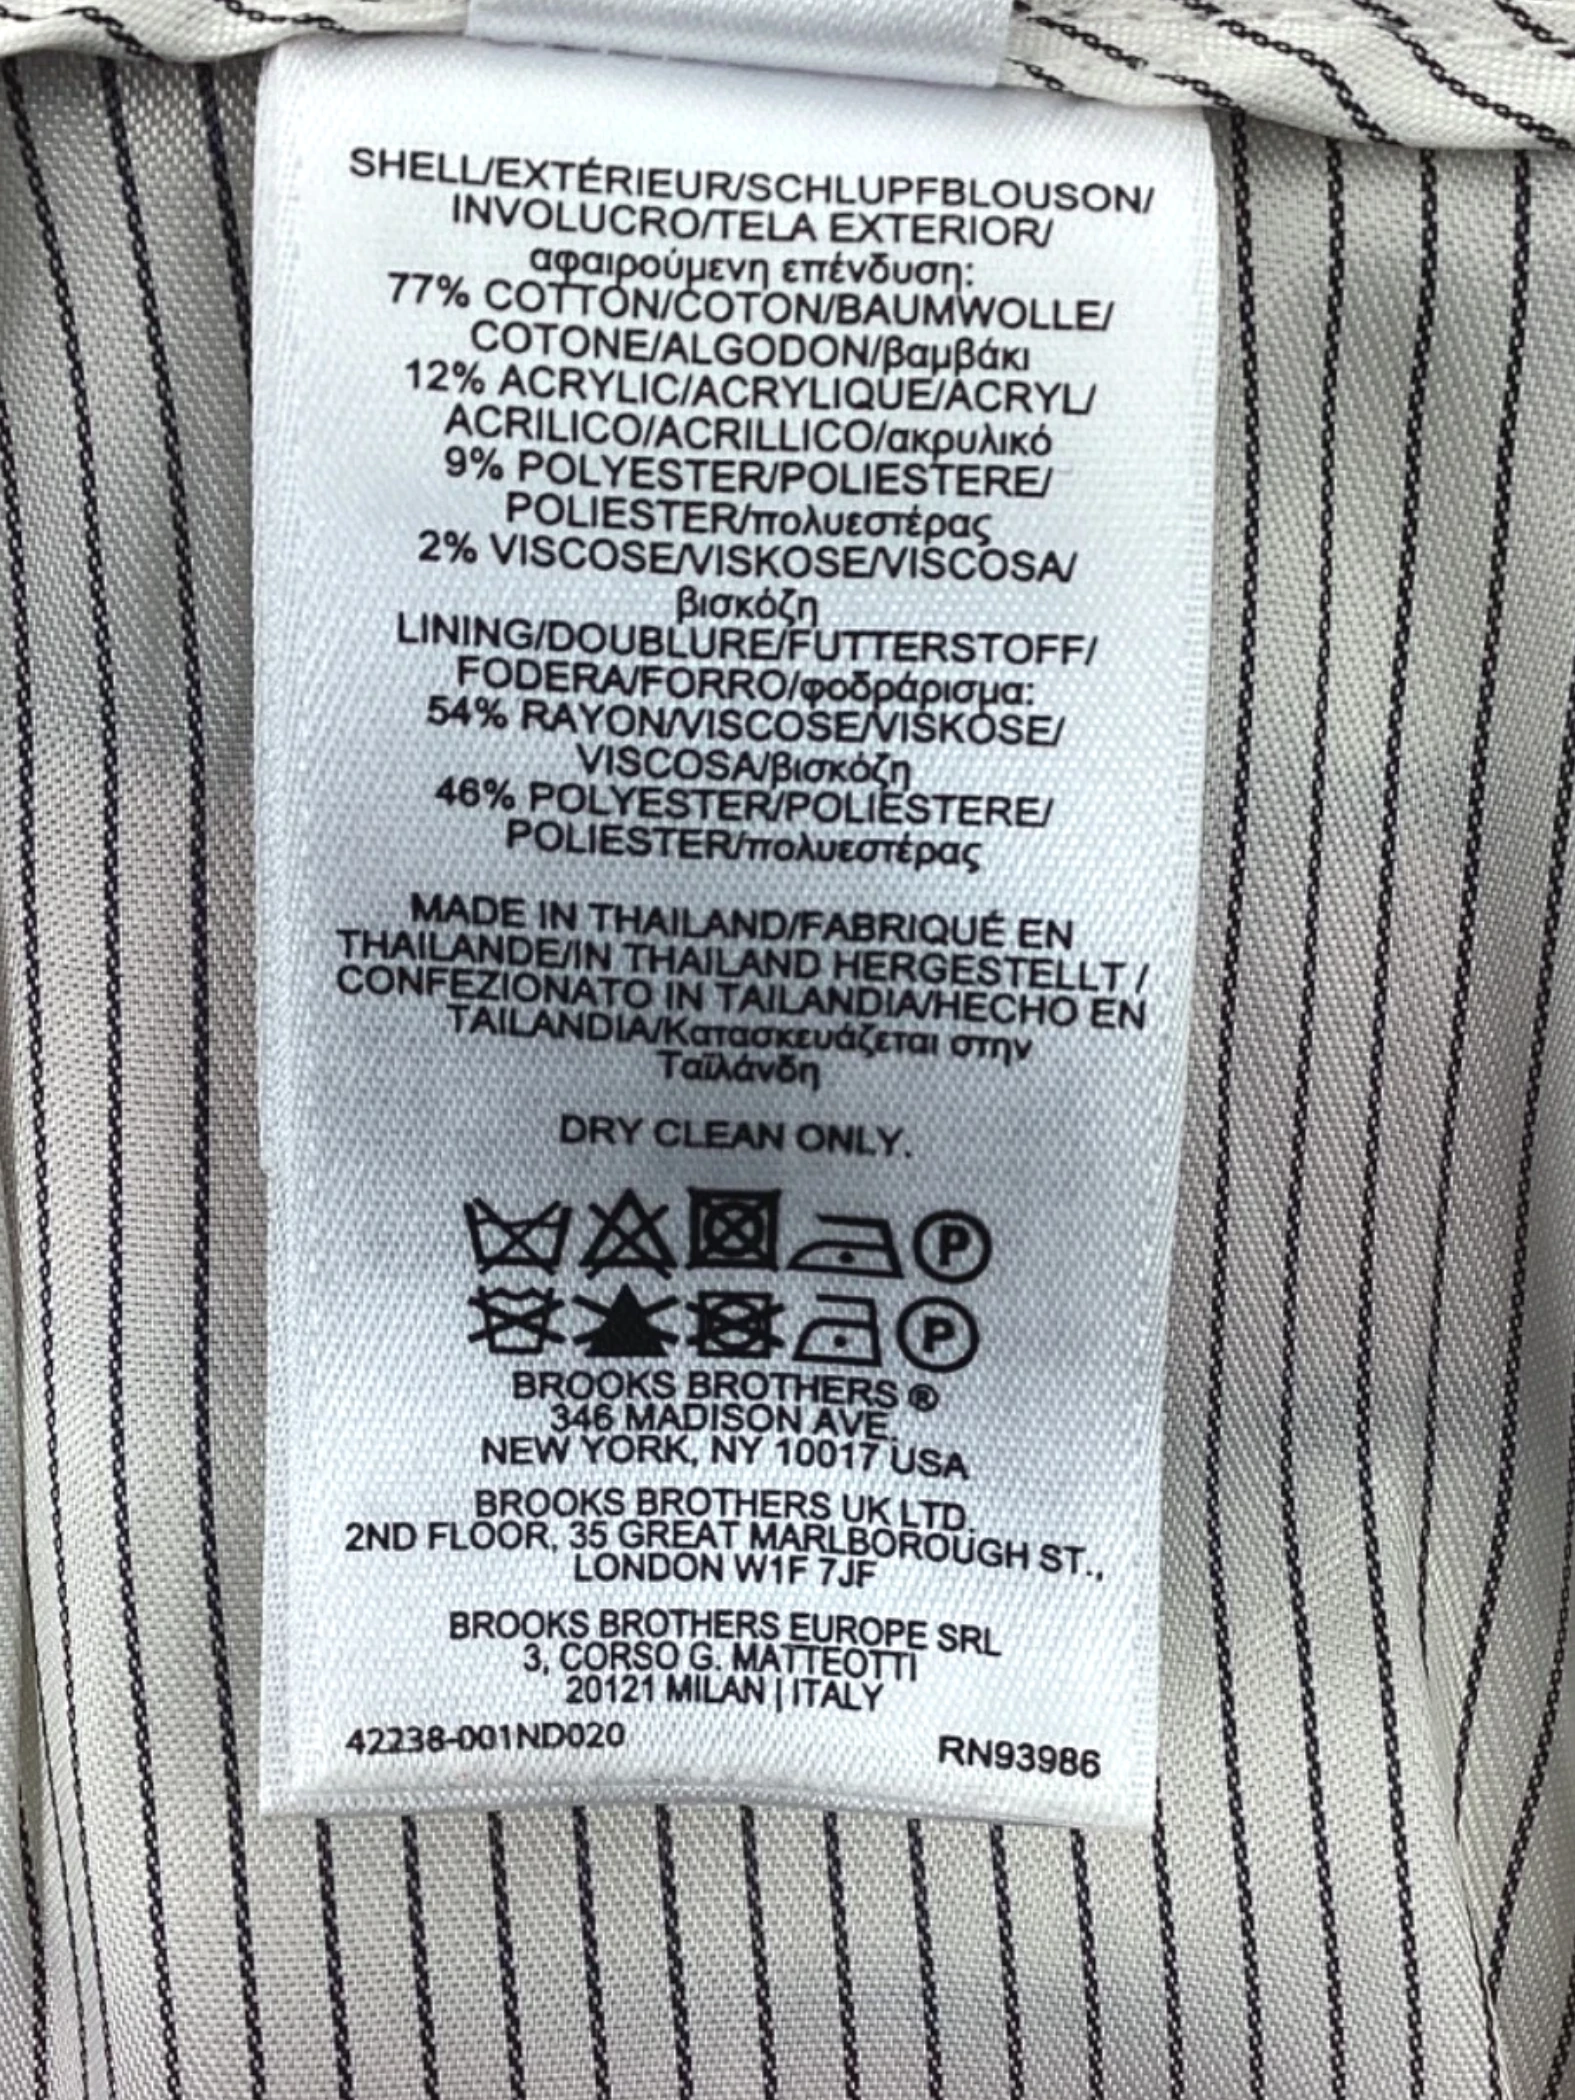 SHELL/EXTÉRIEUR/SCHLUPFBLOUSON/
INVOLUCRO/TELA EXTERIOR/
αφαιρούμενη επένδυση:
77% COTTON/COTON/BAUMWOLLE/
COTONE/ALGODON/βαμβάκι
12% ACRYLIC/ACRYLIQUE/ACRYL/
ACRILICO/ACRILLICO/ακρυλικό
9% POLYESTER/POLIESTERE/
POLIESTER/πολυεστέρας
2% VISCOSE/VISKOSE/VISCOSA/
βισκόζη
LINING/DOUBLURE/FUTTERSTOFF/
FODERA/FORRO/φοδράρισμα:
54% RAYON/VISCOSE/VISKOSE/
VISCOSA/βισκόζη
46% POLYESTER/POLIESTERE/
POLIESTER/πολυεστέρας
MADE IN THAILAND/FABRIQUÉ EN
THAILANDE/IN THAILAND HERGESTELLT /
CONFEZIONATO IN TAILANDIA/HECHO EN
TAILANDIA/Κατασκευάζεται στην
Ταϊλάνδη
DRY CLEAN ONLY.
P
P
BROOKS BROTHERS ®
346 MADISON AVE.
NEW YORK, NY 10017 USA
BROOKS BROTHERS UK LTD.
2ND FLOOR, 35 GREAT MARLBOROUGH ST.,
LONDON W1F 7JF
BROOKS BROTHERS EUROPE SRL
3, CORSO G. MATTEOTTI
20121 MILAN | ITALY
42238-001ND020 RN93986